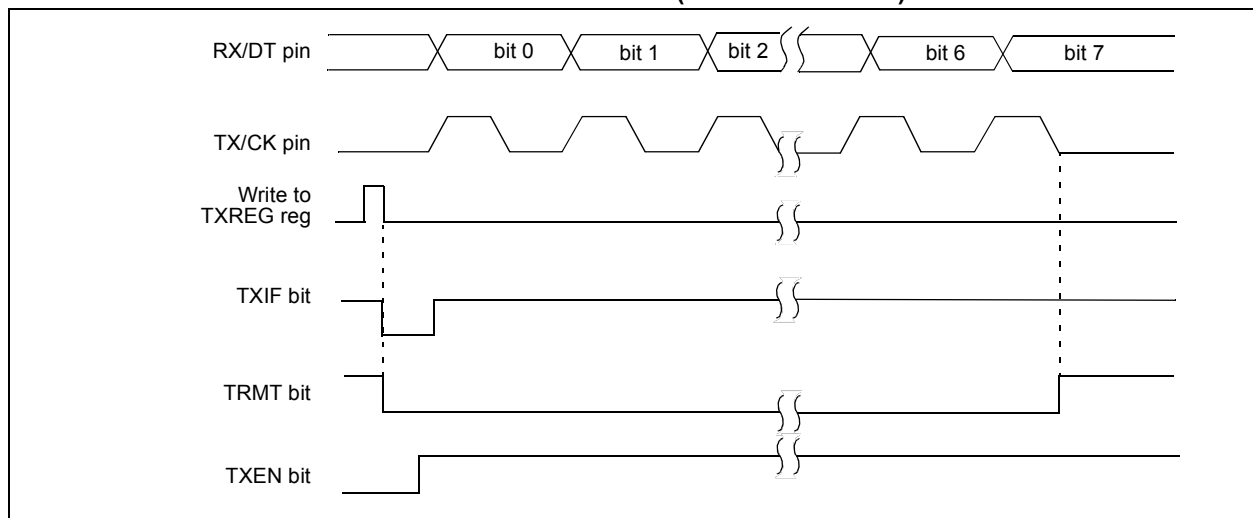 RX/DT pin
bit 0
bit 1
bit 2
bit 6
bit 7
TX/CK pin
Write to
TXREG reg
TXIF bit
TRMT bit
TXEN bit